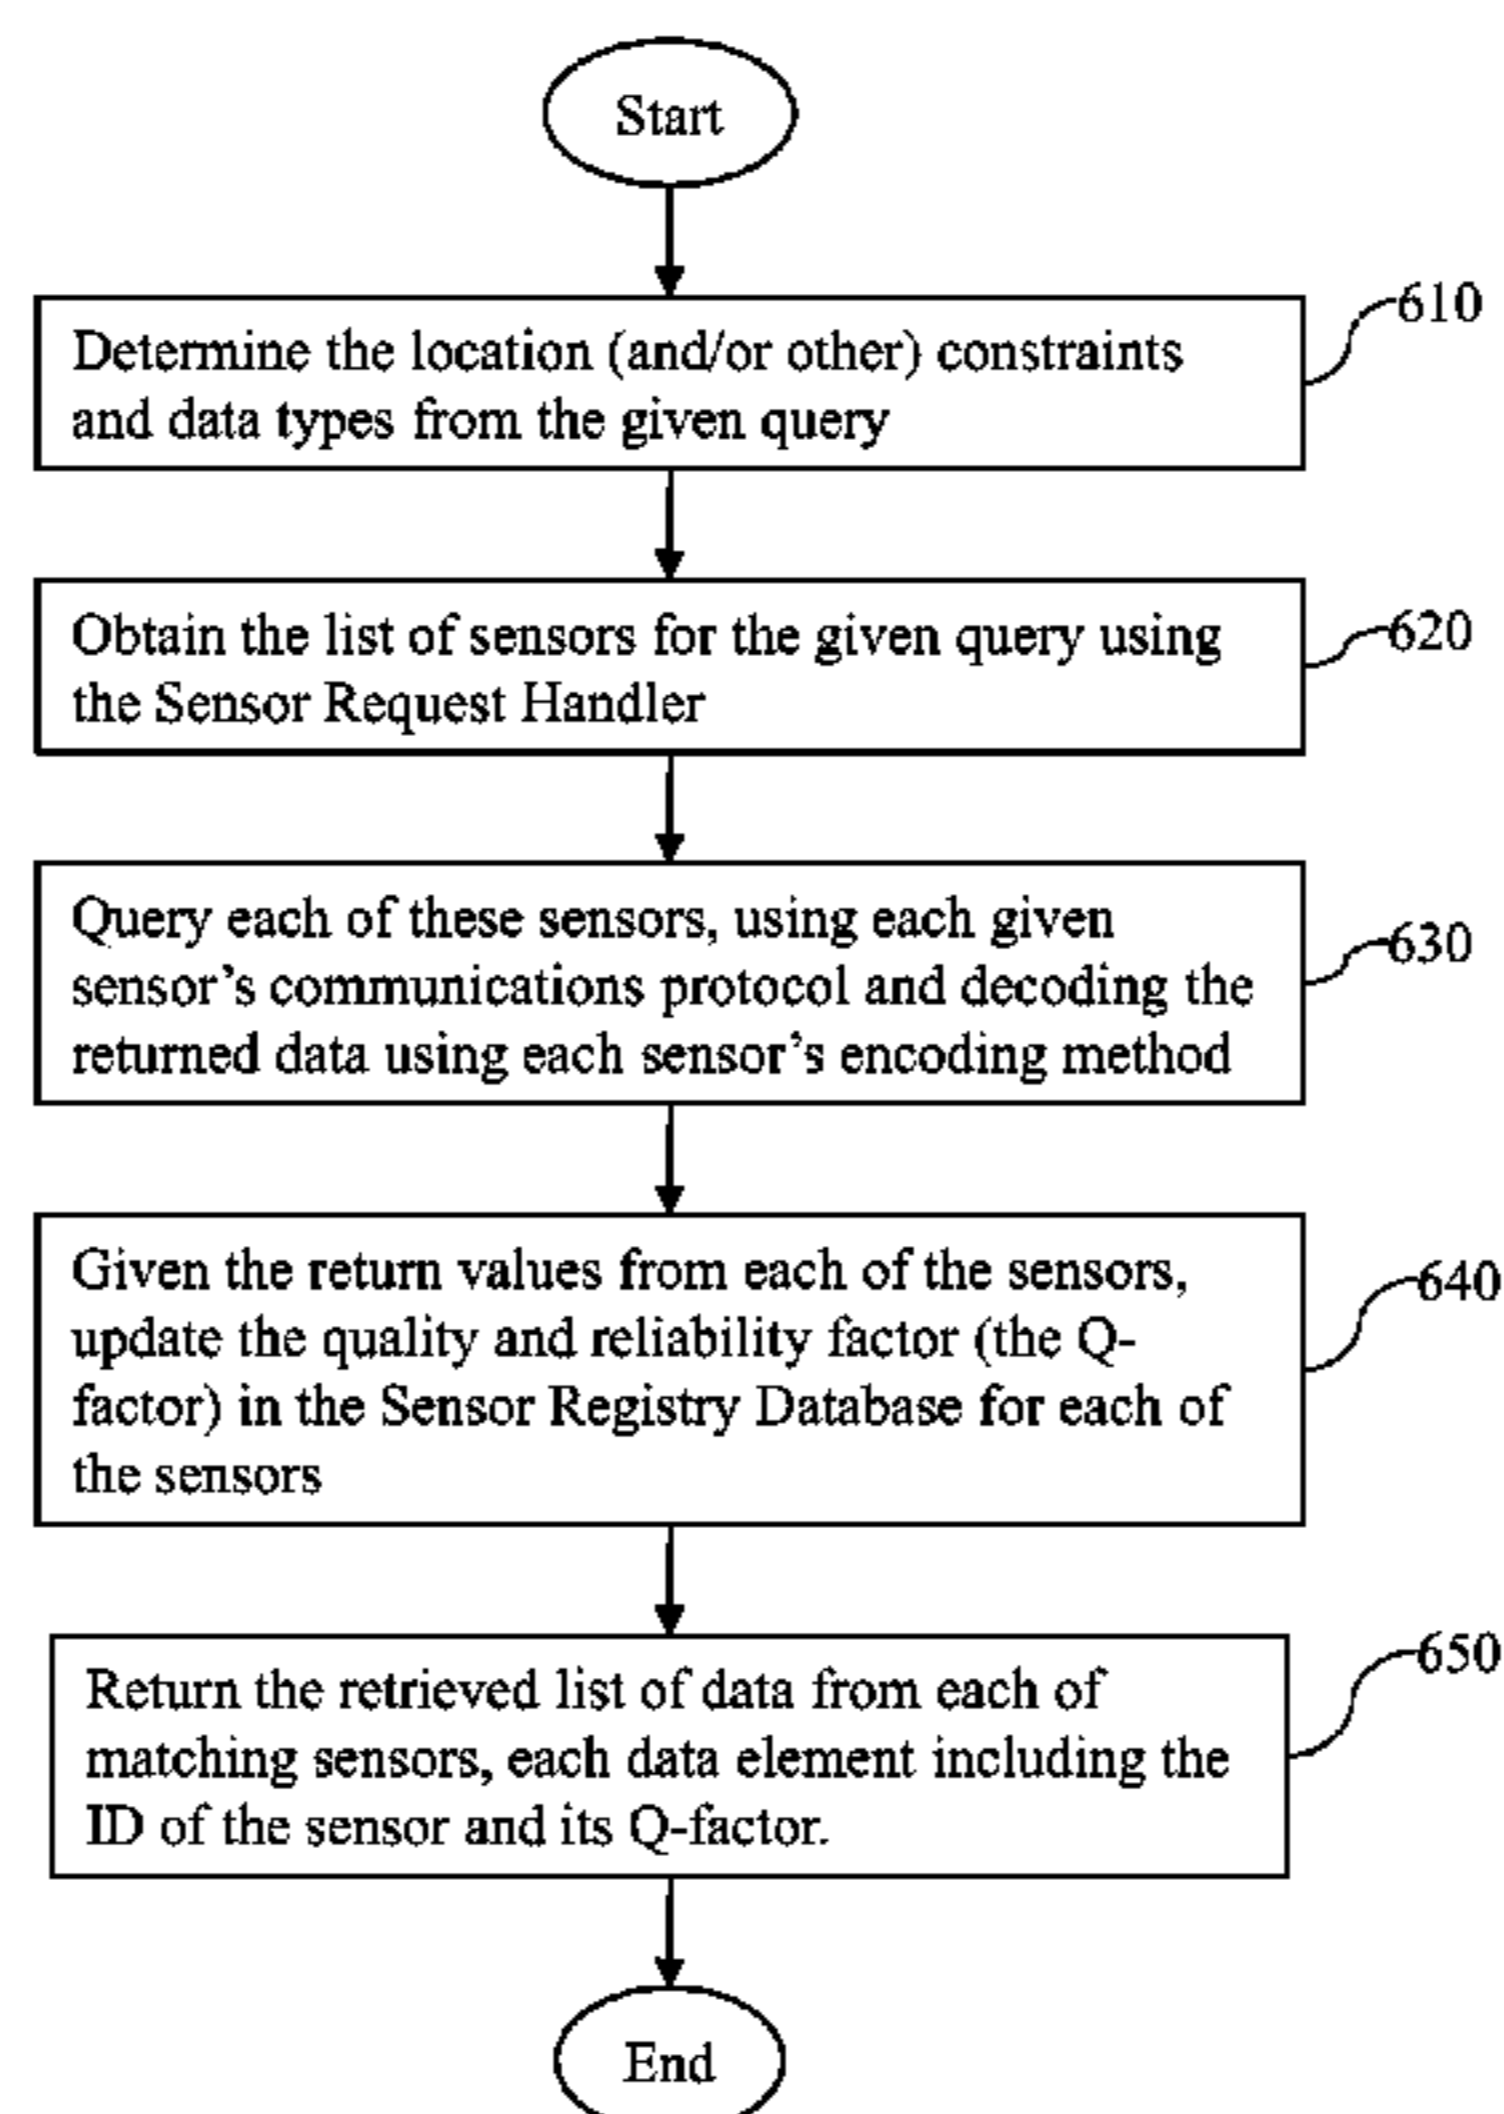 Start
610
Determine the location (and/or other) constraints
and data types from the given query
620
Obtain the list of sensors for the given query using
the Sensor Request Handler
630
Query each of these sensors, using each given
sensor's communications protocol and decoding the
returned data using each sensor's encoding method
640
Given the return values from each of the sensors,
update the quality and reliability factor (the Q-
factor) in the Sensor Registry Database for each of
the sensors
650
Return the retrieved list of data from each of
matching sensors, each data element including the
ID of the sensor and its Q-factor.
End